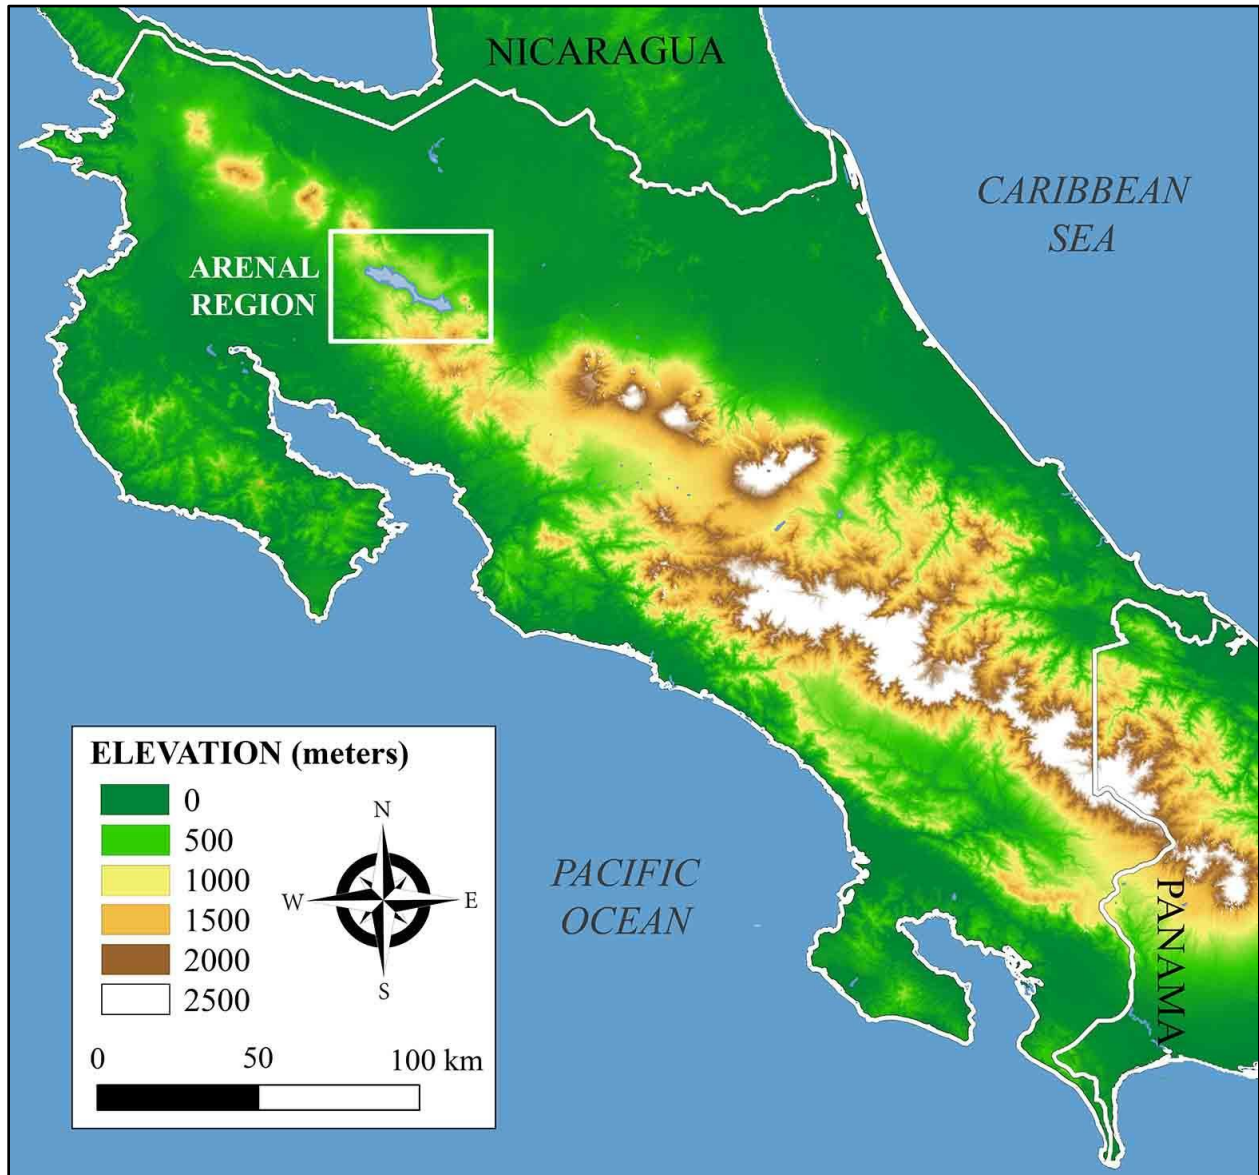 NICARAGUA
CARIBBEAN
SEA
ARENAL
REGION
ELEVATION (meters)
0
500
1000
1500
2000
2500
N
W
E
S
0 50 100 km
PACIFIC
OCEAN
PANAMA